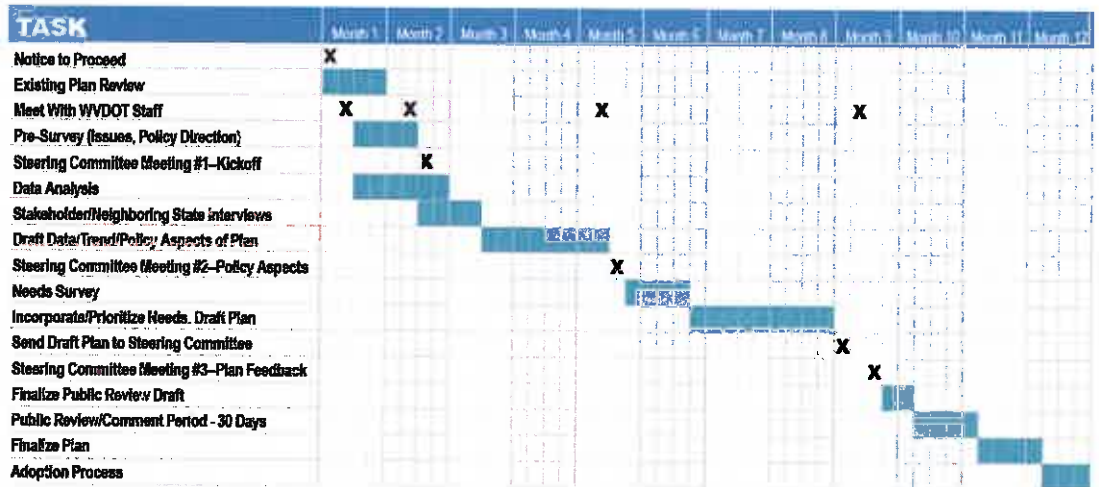 TASK Month 1 Month 2 Month 3 Month 4 Month 5 Month 6 Month 7 Month 8 Month 9 Month 10 Month 11 Month 12
Notice to Proceed X
Existing Plan Review
Meet With WVDOT Staff X X X X
Pre-Survey (Issues, Policy Direction)
Steering Committee Meeting #1–Kickoff X
Data Analysis
Stakeholder/Neighboring State interviews
Draft Data/Trend/Policy Aspects of Plan
Steering Committee Meeting #2–Policy Aspects X
Needs Survey
Incorporate/Prioritize Needs. Draft Plan
Send Draft Plan to Steering Committee X
Steering Committee Meeting #3–Plan Feedback X
Finalize Public Review Draft
Public Review/Comment Period - 30 Days
Finalize Plan
Adoption Process